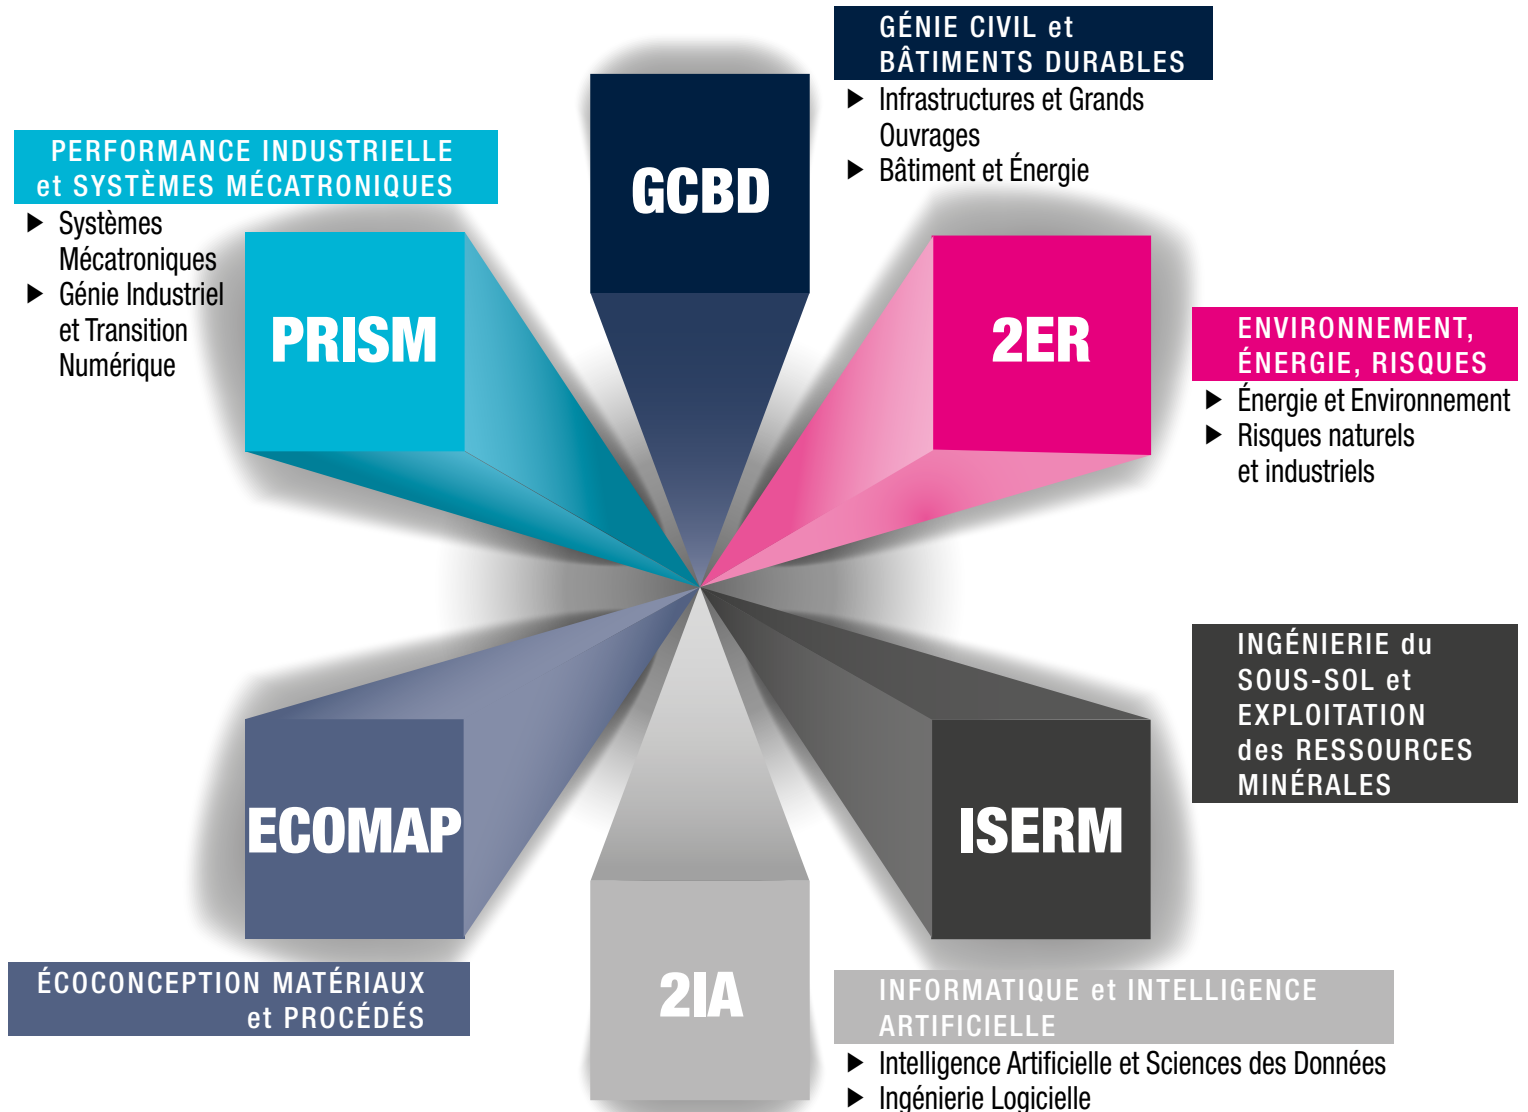 GÉNIE CIVIL et
BÂTIMENTS DURABLES
▶ Infrastructures et Grands
Ouvrages
▶ Bâtiment et Énergie
GCBD
PERFORMANCE INDUSTRIELLE
et SYSTÈMES MÉCATRONIQUES
▶ Systèmes
Mécatroniques
▶ Génie Industriel
et Transition
Numérique
PRISM
2ER
ENVIRONNEMENT,
ÉNERGIE, RISQUES
▶ Énergie et Environnement
▶ Risques naturels
et industriels
INGÉNIERIE du
SOUS-SOL et
EXPLOITATION
des RESSOURCES
MINÉRALES
ISERM
ECOMAP
ÉCOCONCEPTION MATÉRIAUX
et PROCÉDÉS
2IA
INFORMATIQUE et INTELLIGENCE
ARTIFICIELLE
▶ Intelligence Artificielle et Sciences des Données
▶ Ingénierie Logicielle